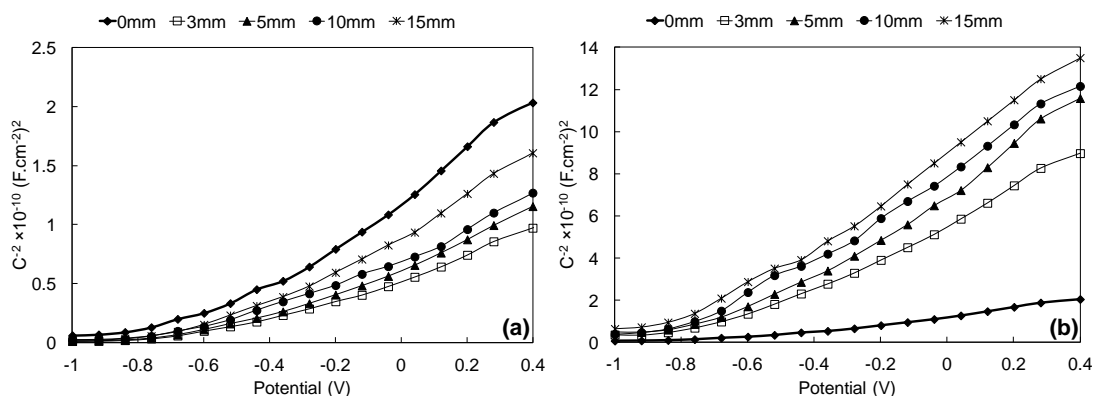 0mm 3mm 5mm 10mm 15mm
2.5
2
1.5
1
0.5
0
-1 -0.8 -0.6 -0.4 -0.2 0 0.2 0.4
C⁻² ×10⁻¹⁰ (F.cm⁻²)²
Potential (V)
(a)
0mm 3mm 5mm 10mm 15mm
14
12
10
8
6
4
2
0
-1 -0.8 -0.6 -0.4 -0.2 0 0.2 0.4
C⁻² ×10⁻¹⁰ (F.cm⁻²)²
Potential (V)
(b)